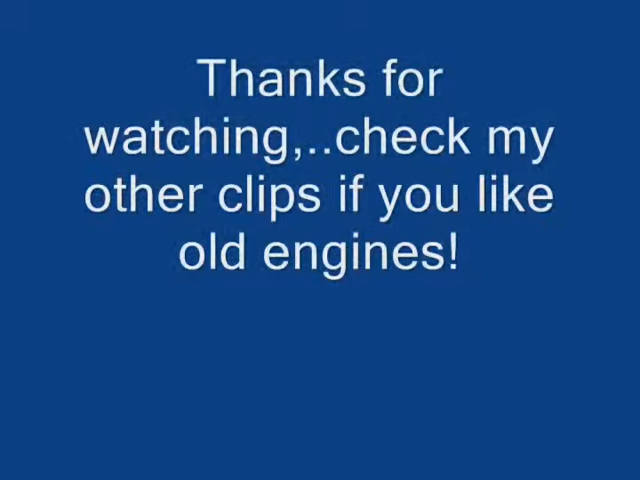 Thanks for
watching,..check my
other clips if you like
old engines!